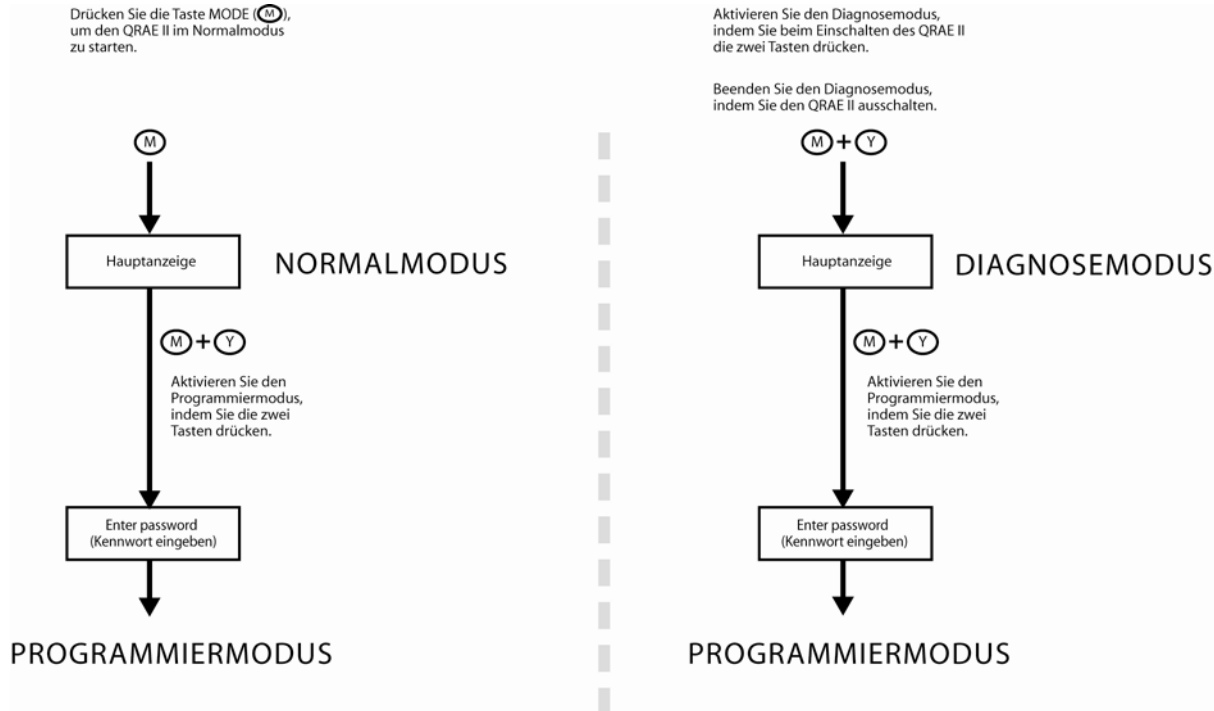 Drücken Sie die Taste MODE (M),
um den QRAE II im Normalmodus
zu starten.
M
Hauptanzeige
NORMALMODUS
M + Y
Aktivieren Sie den
Programmiermodus,
indem Sie die zwei
Tasten drücken.
Enter password
(Kennwort eingeben)
PROGRAMMIERMODUS
Aktivieren Sie den Diagnosemodus,
indem Sie beim Einschalten des QRAE II
die zwei Tasten drücken.
Beenden Sie den Diagnosemodus,
indem Sie den QRAE II ausschalten.
M + Y
Hauptanzeige
DIAGNOSEMODUS
M + Y
Aktivieren Sie den
Programmiermodus,
indem Sie die zwei
Tasten drücken.
Enter password
(Kennwort eingeben)
PROGRAMMIERMODUS